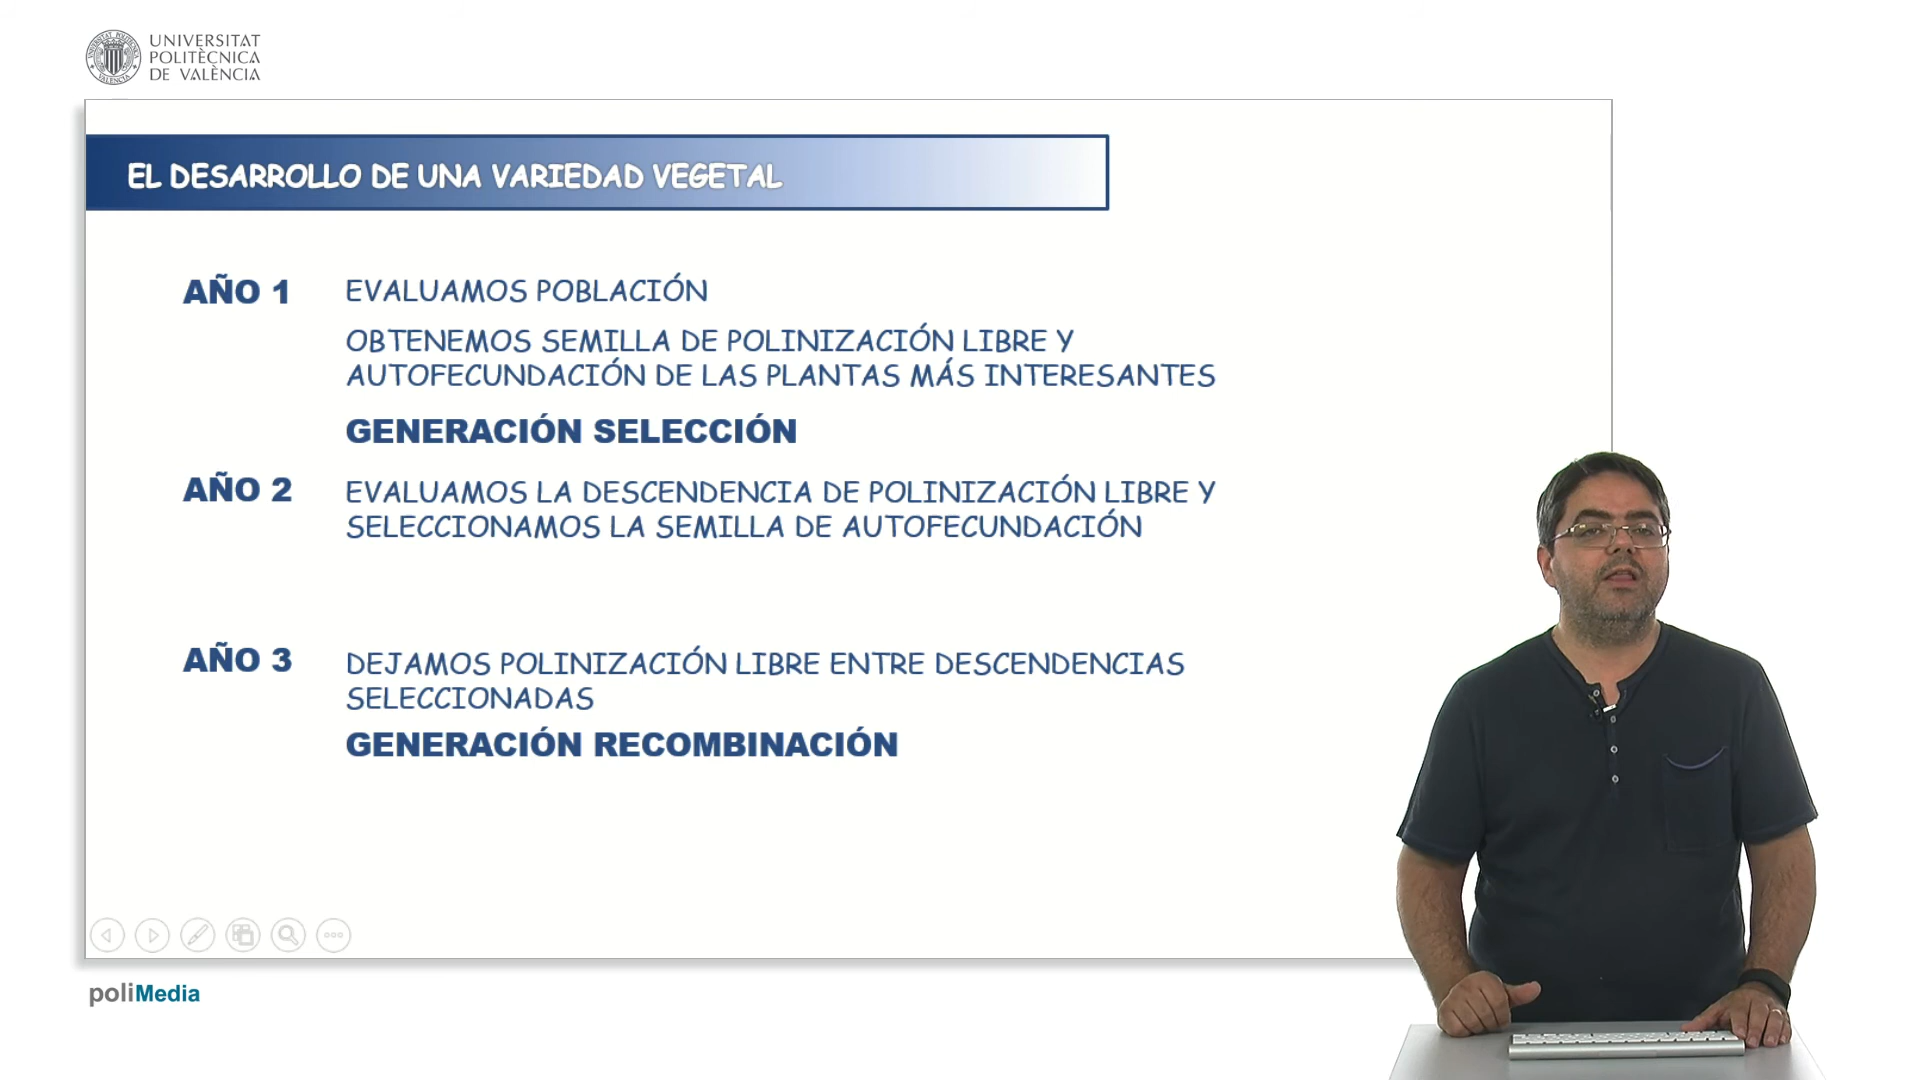 UNIVERSITAT
POLITÈCNICA
DE VALÈNCIA
EL DESARROLLO DE UNA VARIEDAD VEGETAL
AÑO 1
EVALUAMOS POBLACIÓN
OBTENEMOS SEMILLA DE POLINIZACIÓN LIBRE Y
AUTOFECUNDACIÓN DE LAS PLANTAS MÁS INTERESANTES
GENERACIÓN SELECCIÓN
AÑO 2
EVALUAMOS LA DESCENDENCIA DE POLINIZACIÓN LIBRE Y
SELECCIONAMOS LA SEMILLA DE AUTOFECUNDACIÓN
AÑO 3
DEJAMOS POLINIZACIÓN LIBRE ENTRE DESCENDENCIAS
SELECCIONADAS
GENERACIÓN RECOMBINACIÓN
poliMedia